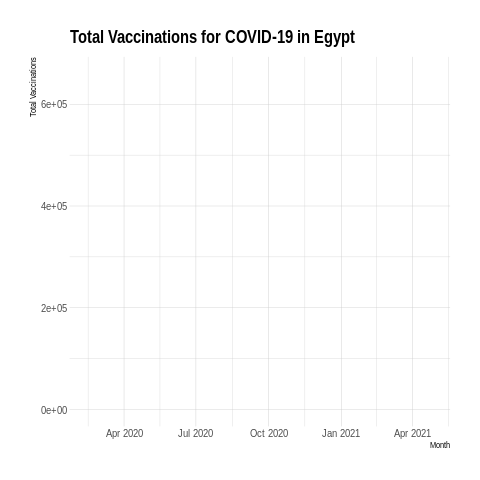 Total Vaccinations for COVID-19 in Egypt
Total Vaccinations
6e+05
4e+05
2e+05
0e+00
Apr 2020 Jul 2020 Oct 2020 Jan 2021 Apr 2021
Month